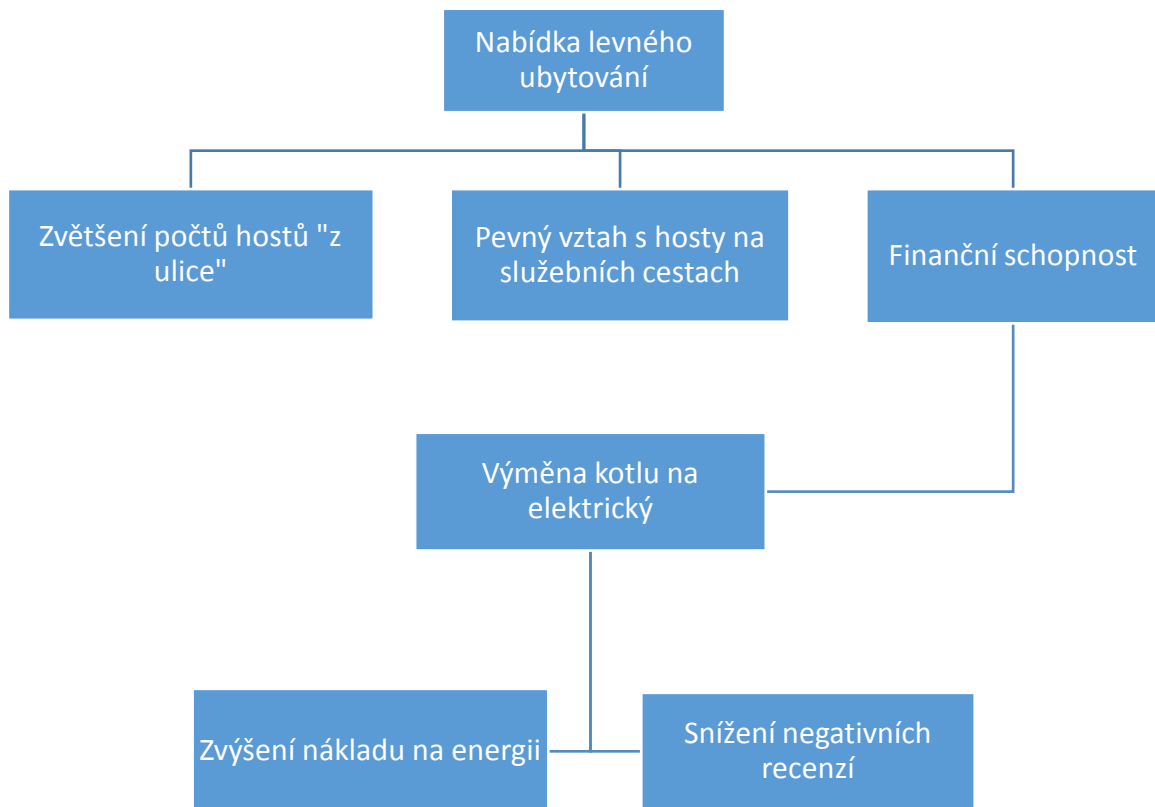 Nabídka levného
ubytování
Zvětšení počtů hostů "z
ulice"
Pevný vztah s hosty na
služebních cestach
Finanční schopnost
Výměna kotlu na
elektrický
Zvýšení nákladu na energii
Snížení negativních
recenzí